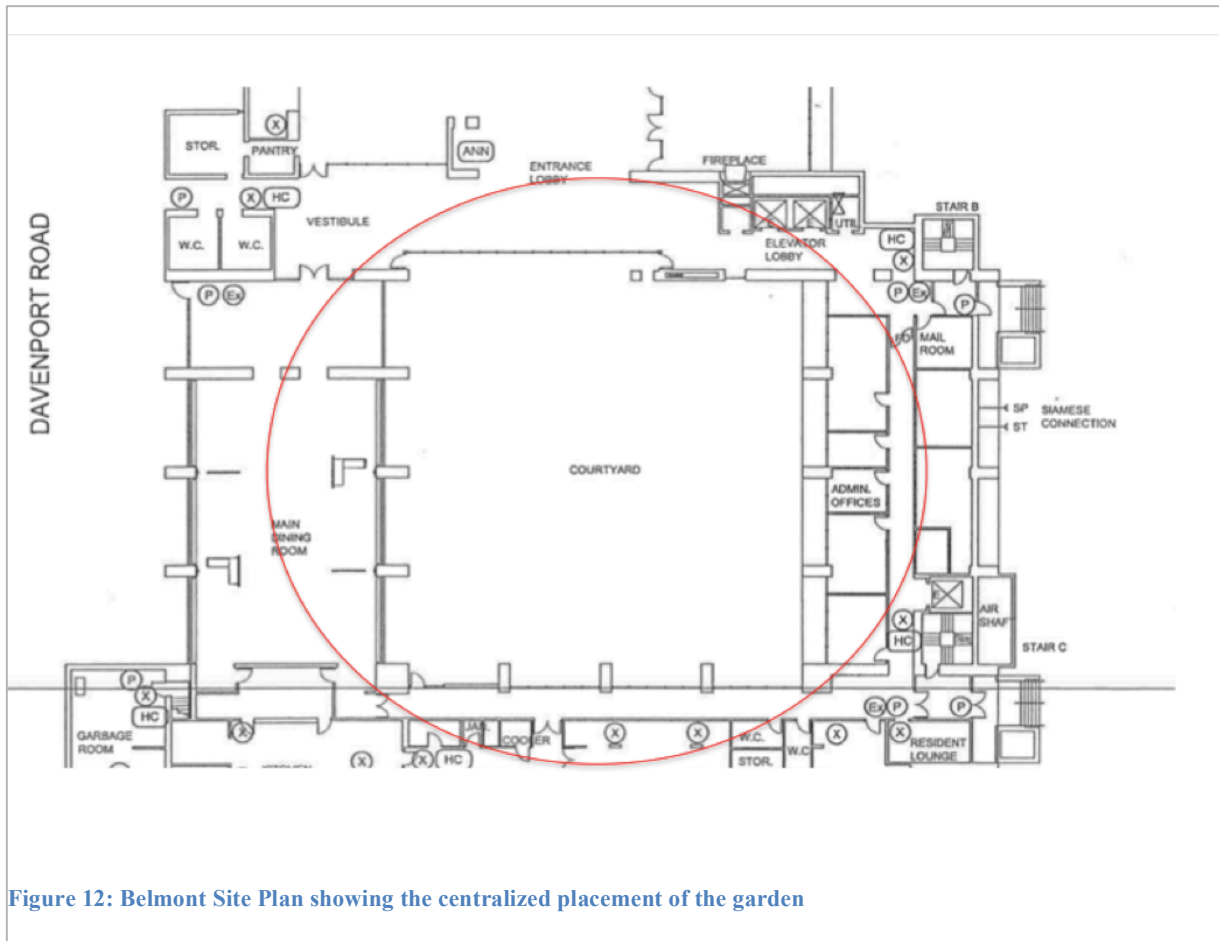 STOR.
PANTRY
X
ANN
ENTRANCE
LOBBY
FIREPLACE
P
X
HC
VESTIBULE
W.C.
W.C.
UTIL
STAIR B
HC
X
ELEVATOR
LOBBY
DAVENPORT ROAD
P
Ex
P
Ex
P
MAIL
ROOM
SP
ST
SIAMESE
CONNECTION
COURTYARD
ADMIN.
OFFICES
MAIN
DINING
ROOM
E
AIR
SHAFT
X
HC
STAIR C
P
X
HC
GARBAGE
ROOM
X
KITCHEN
X
X
HC
JAN.
COOLER
X
X
W.C.
STOR.
W.C.
X
Ex
P
P
X
RESIDENT
LOUNGE
Figure 12: Belmont Site Plan showing the centralized placement of the garden